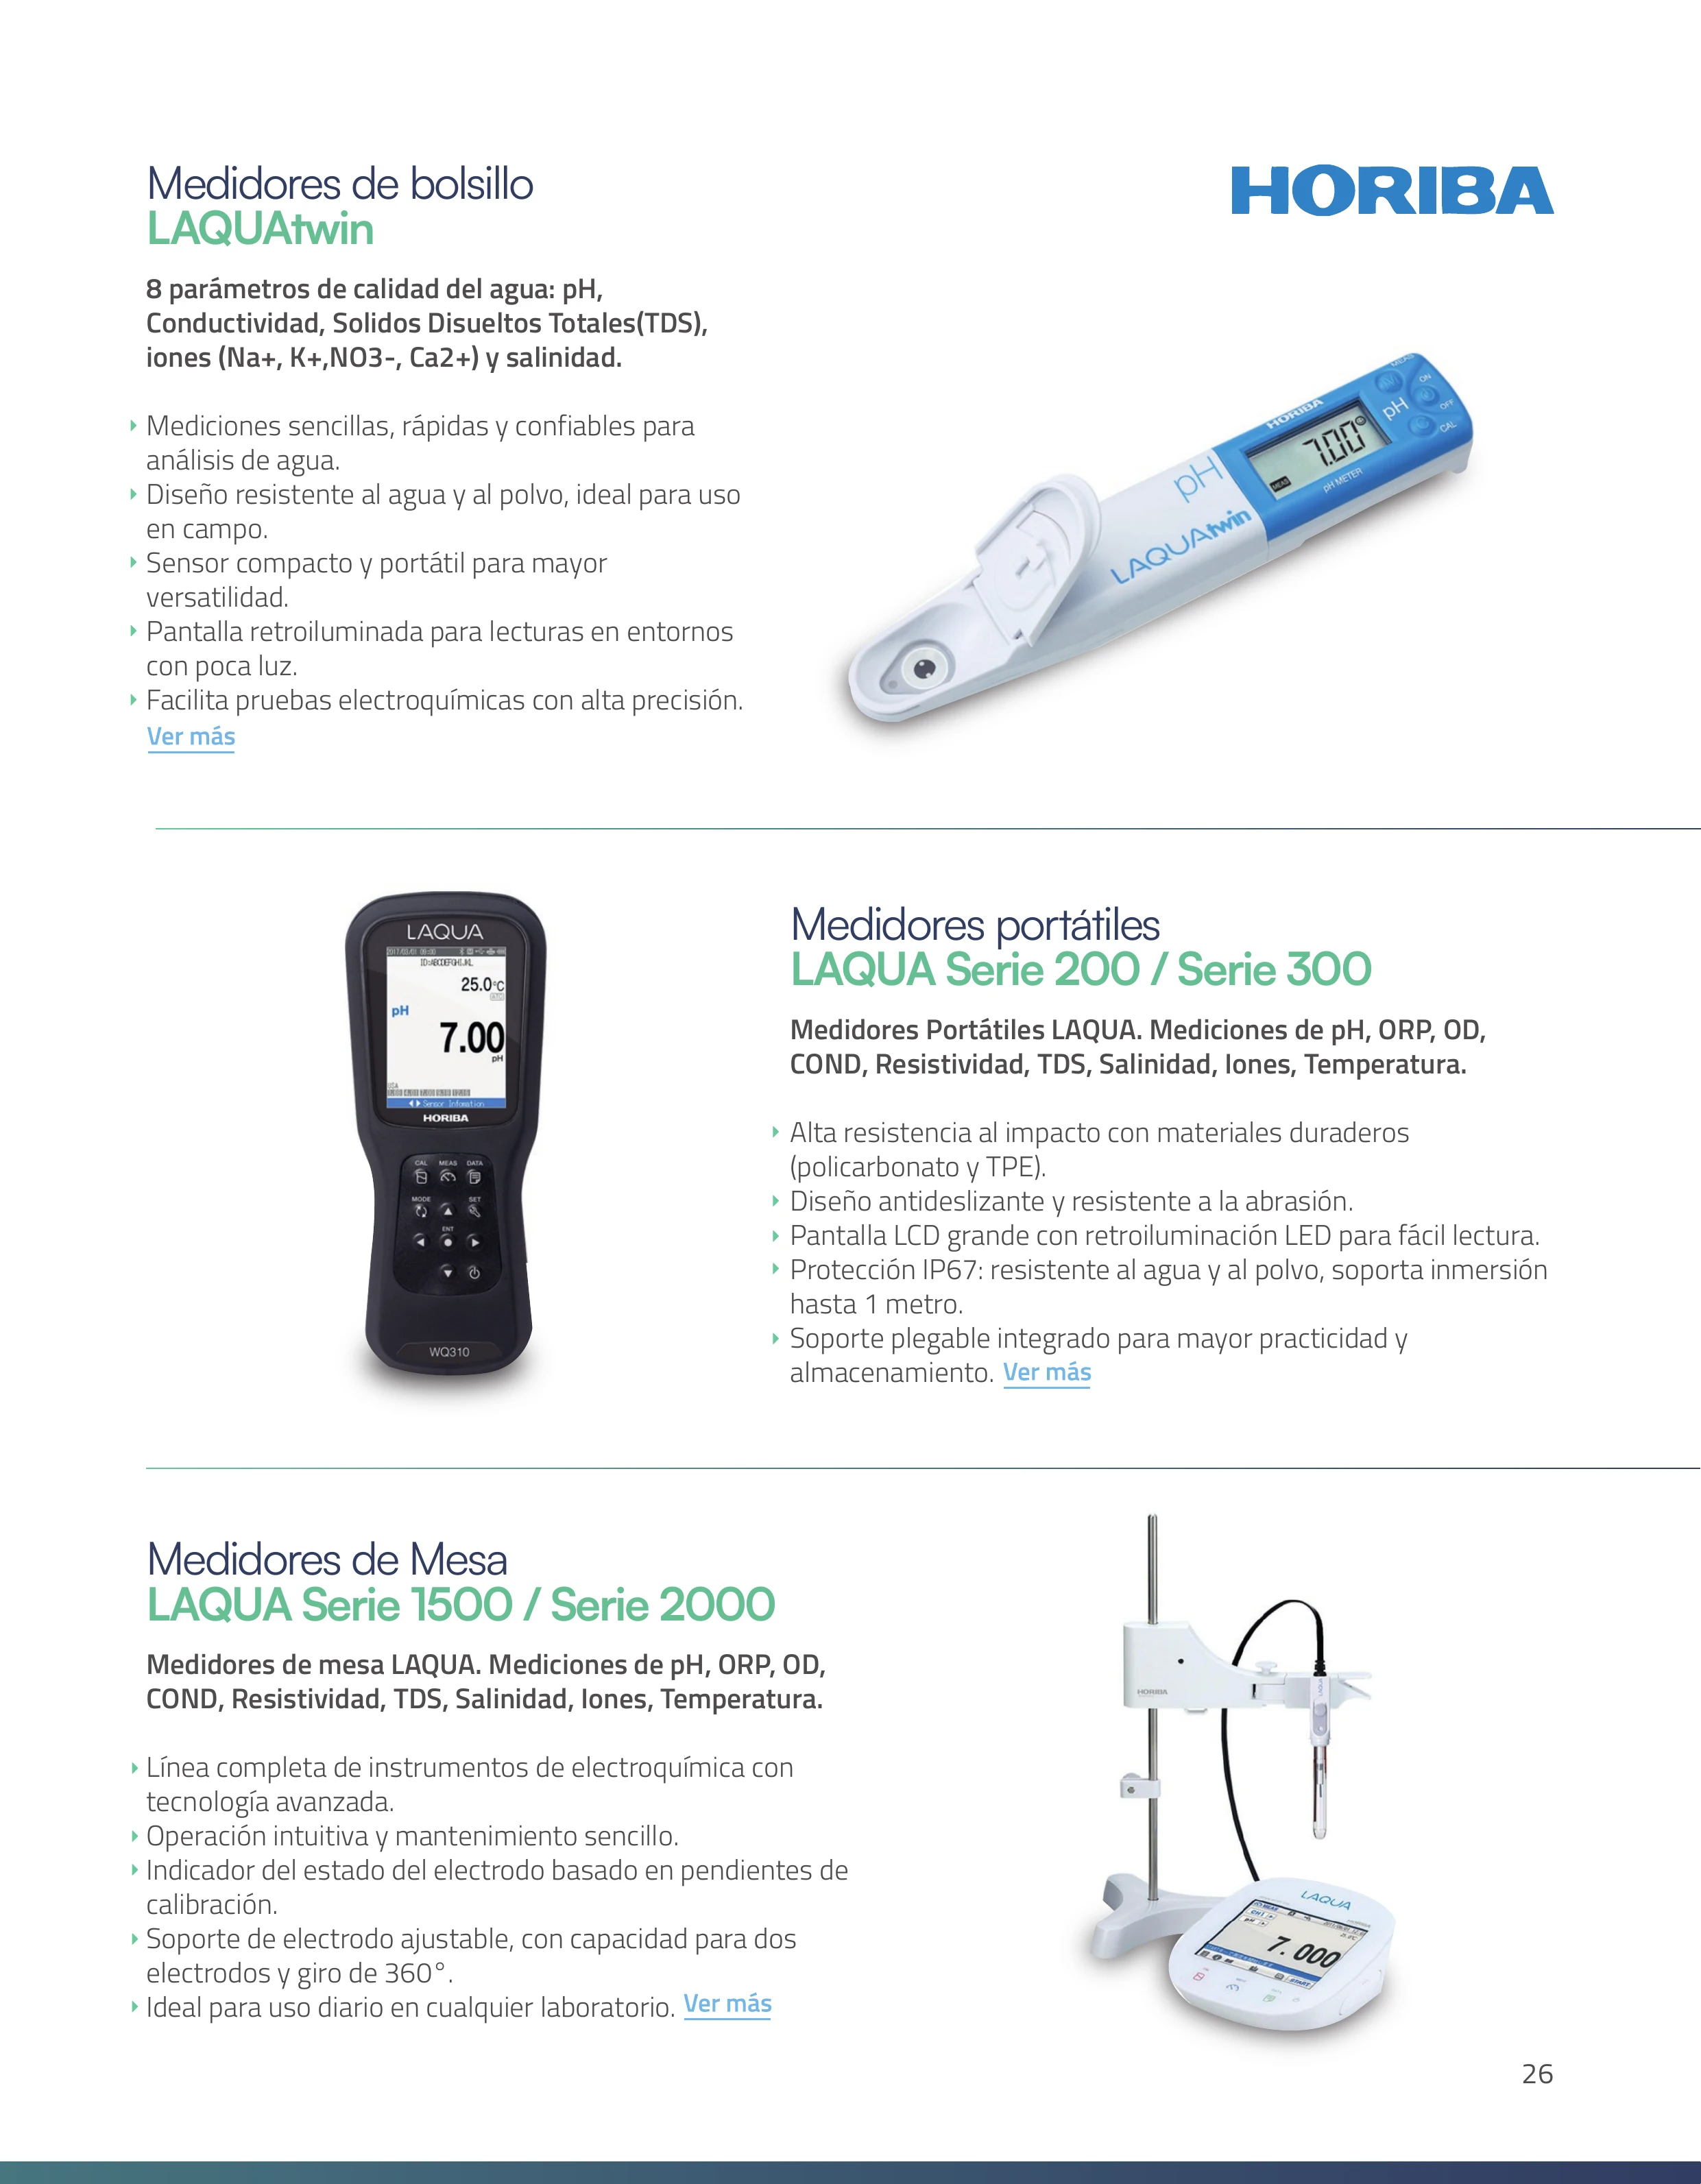 Medidores de bolsillo
LAQUAtwin
HORIBA
8 parámetros de calidad del agua: pH,
Conductividad, Solidos Disueltos Totales(TDS),
iones (Na+, K+,NO3-, Ca2+) y salinidad.
Mediciones sencillas, rápidas y confiables para
análisis de agua.
Diseño resistente al agua y al polvo, ideal para uso
en campo.
Sensor compacto y portátil para mayor
versatilidad.
Pantalla retroiluminada para lecturas en entornos
con poca luz.
Facilita pruebas electroquímicas con alta precisión.
Ver más
HORIBA
7.00
MEAS
pH METER
pH
MEAS
ON
OFF
CAL
pH
LAQUAtwin
LAQUA
ID:ABCDEFGHIJKL
25.0°C
pH
7.00
pH
USA
Sensor Infomation
HORIBA
CAL MEAS DATA
MODE SET
ENT
WQ310
Medidores portátiles
LAQUA Serie 200 / Serie 300
Medidores Portátiles LAQUA. Mediciones de pH, ORP, OD,
COND, Resistividad, TDS, Salinidad, Iones, Temperatura.
Alta resistencia al impacto con materiales duraderos
(policarbonato y TPE).
Diseño antideslizante y resistente a la abrasión.
Pantalla LCD grande con retroiluminación LED para fácil lectura.
Protección IP67: resistente al agua y al polvo, soporta inmersión
hasta 1 metro.
Soporte plegable integrado para mayor practicidad y
almacenamiento. Ver más
Medidores de Mesa
LAQUA Serie 1500 / Serie 2000
Medidores de mesa LAQUA. Mediciones de pH, ORP, OD,
COND, Resistividad, TDS, Salinidad, Iones, Temperatura.
Línea completa de instrumentos de electroquímica con
tecnología avanzada.
Operación intuitiva y mantenimiento sencillo.
Indicador del estado del electrodo basado en pendientes de
calibración.
Soporte de electrodo ajustable, con capacidad para dos
electrodos y giro de 360°.
Ideal para uso diario en cualquier laboratorio. Ver más
HORIBA
LAQUA
LAQUA
pH
7.000
START
26